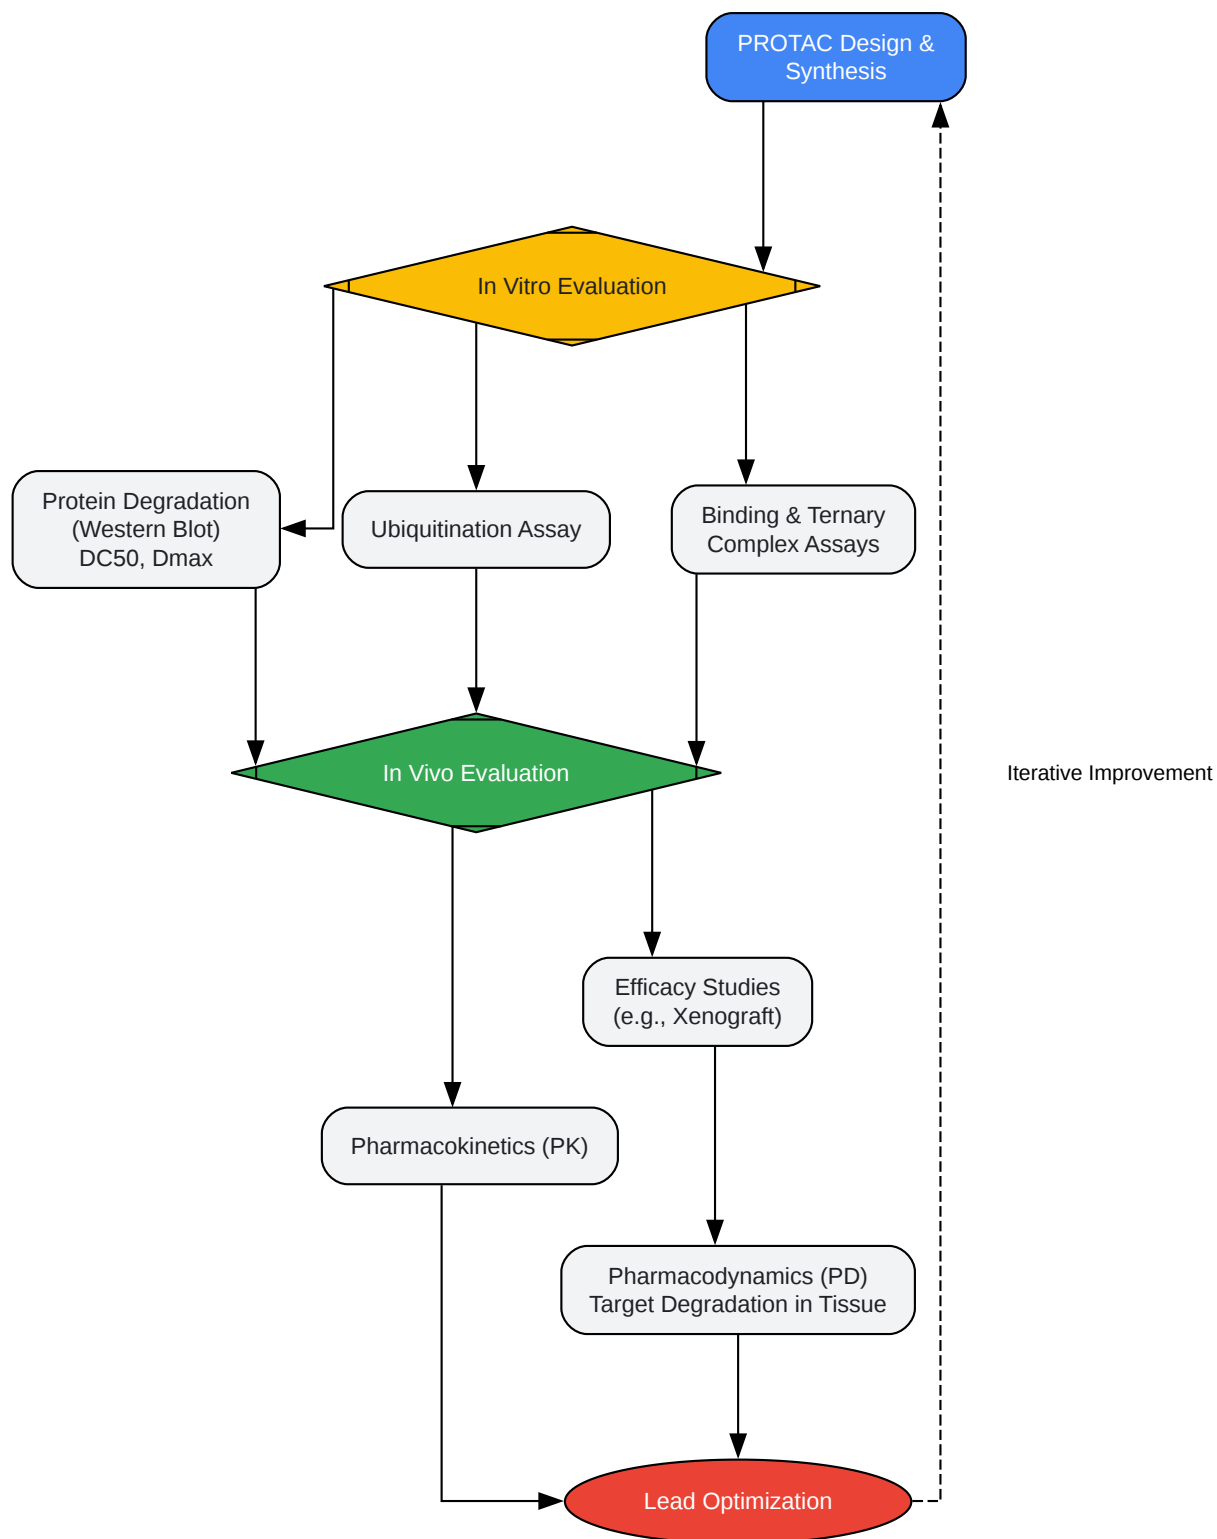 PROTAC Design &
Synthesis
In Vitro Evaluation
Protein Degradation
(Western Blot)
DC50, Dmax
Ubiquitination Assay
Binding & Ternary
Complex Assays
In Vivo Evaluation
Iterative Improvement
Efficacy Studies
(e.g., Xenograft)
Pharmacokinetics (PK)
Pharmacodynamics (PD)
Target Degradation in Tissue
Lead Optimization